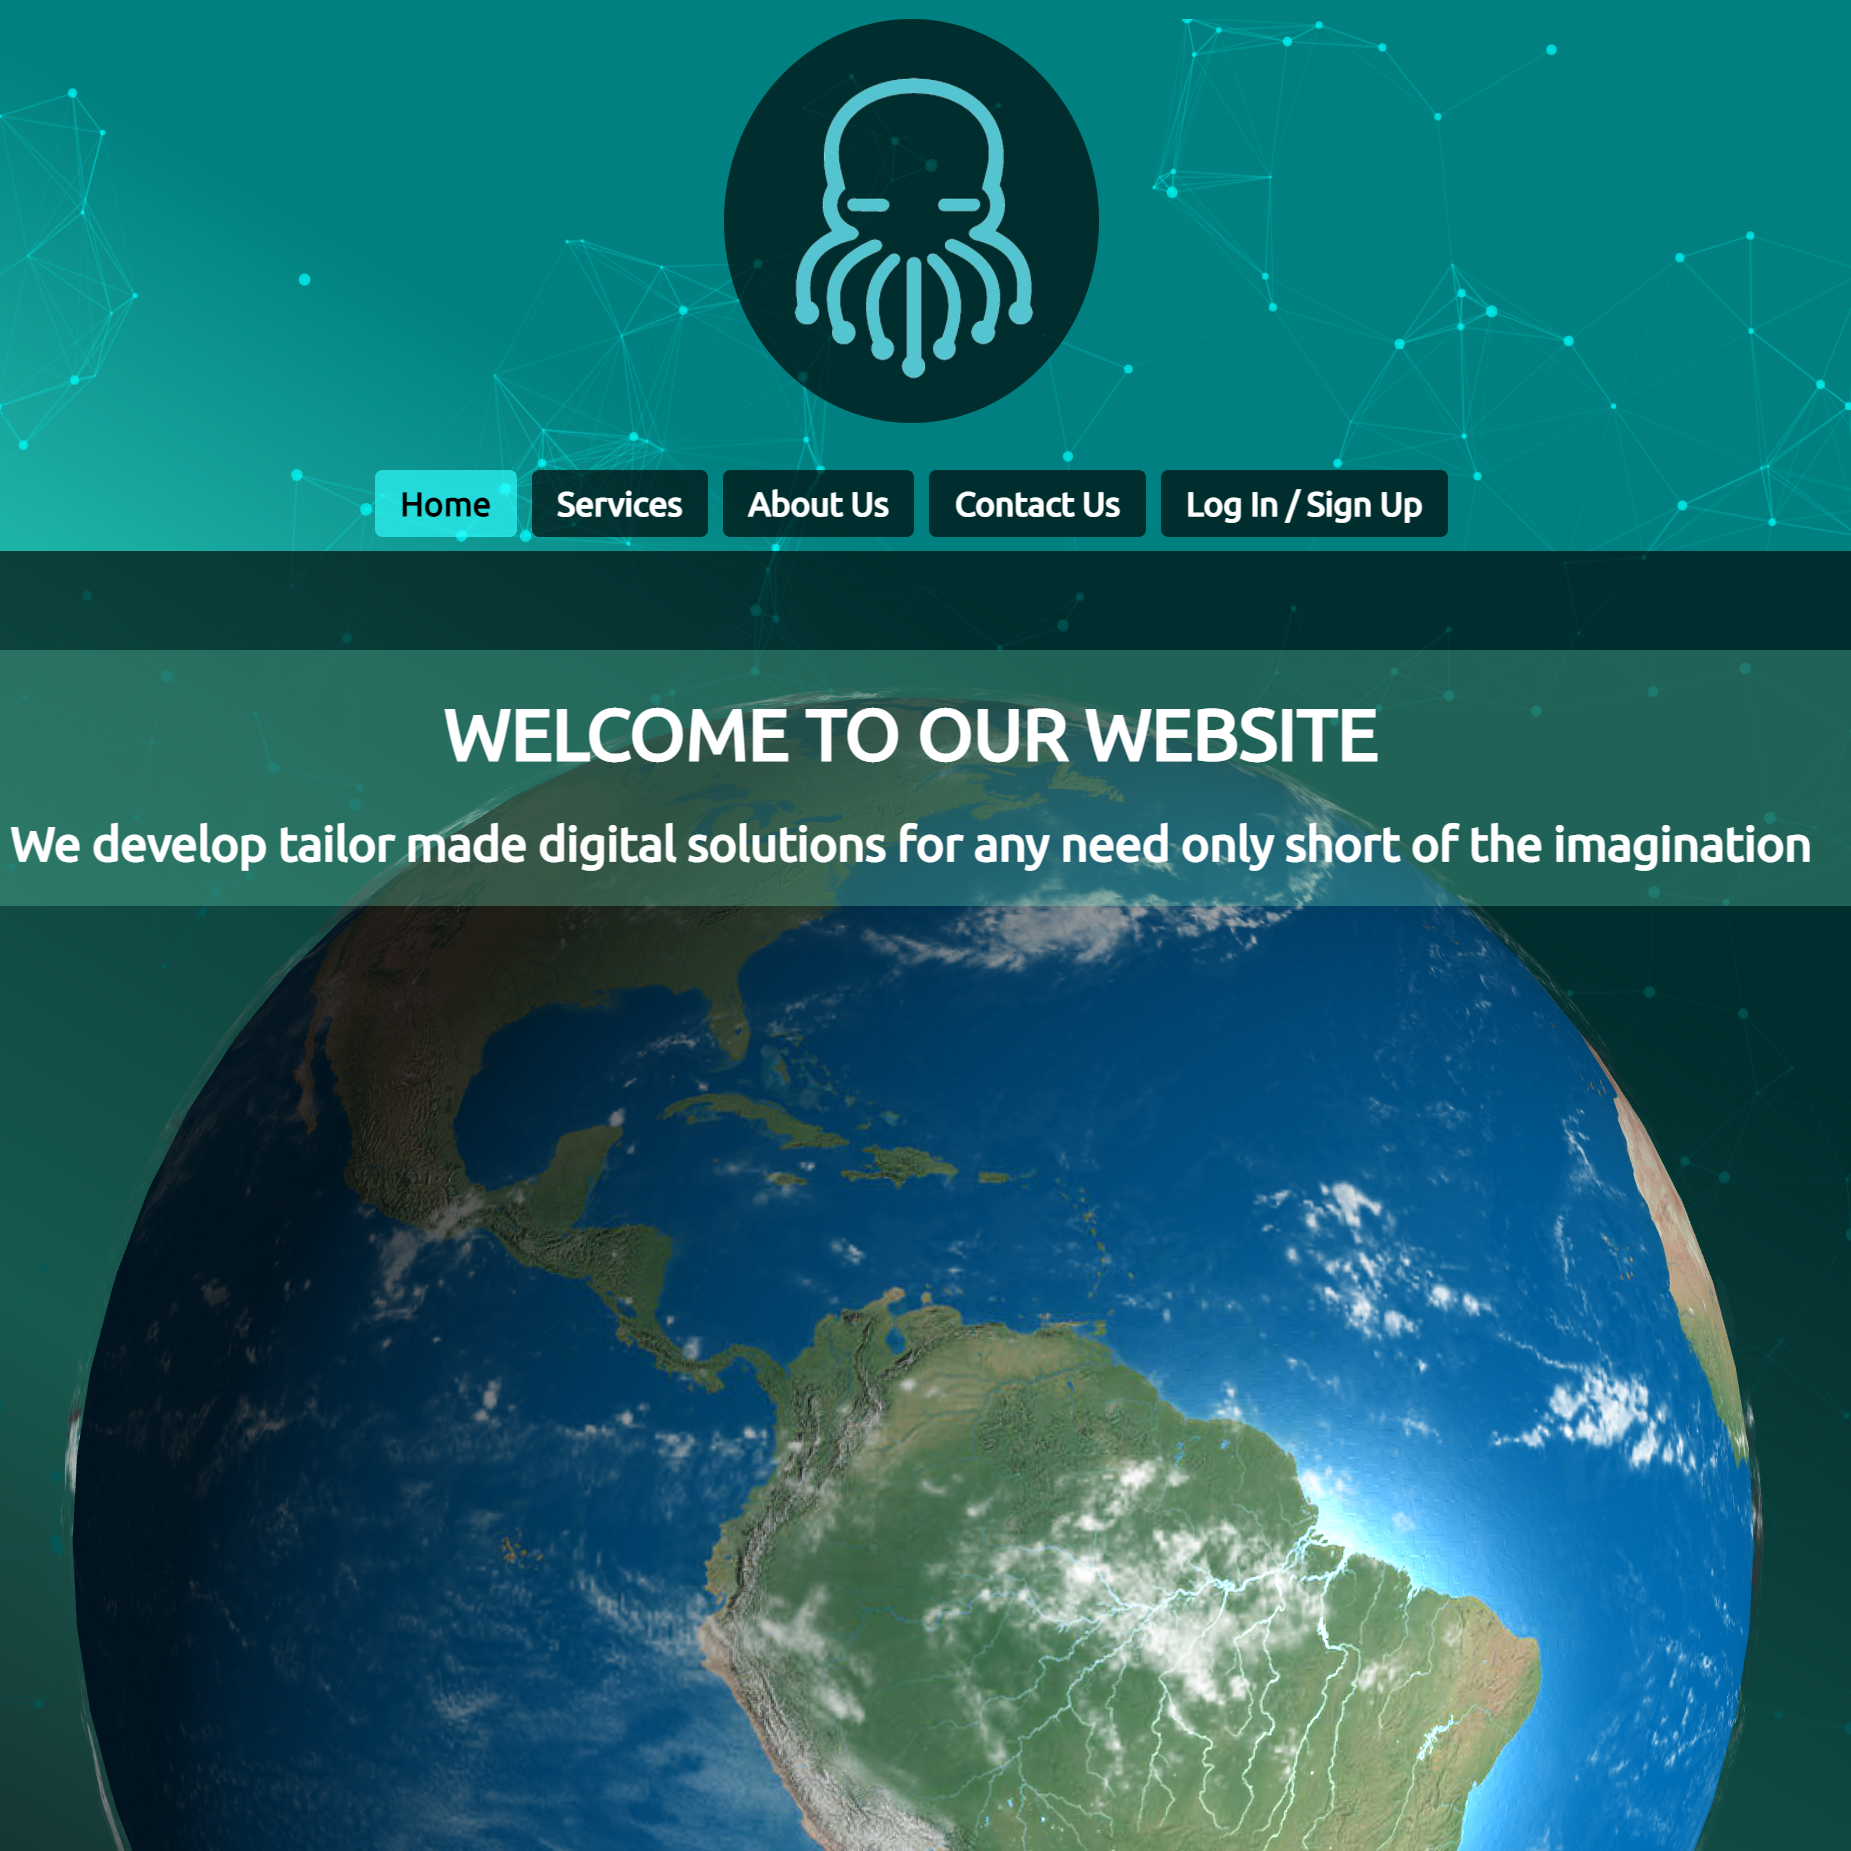 Home Services About Us Contact Us Log In / Sign Up
WELCOME TO OUR WEBSITE
We develop tailor made digital solutions for any need only short of the imagination